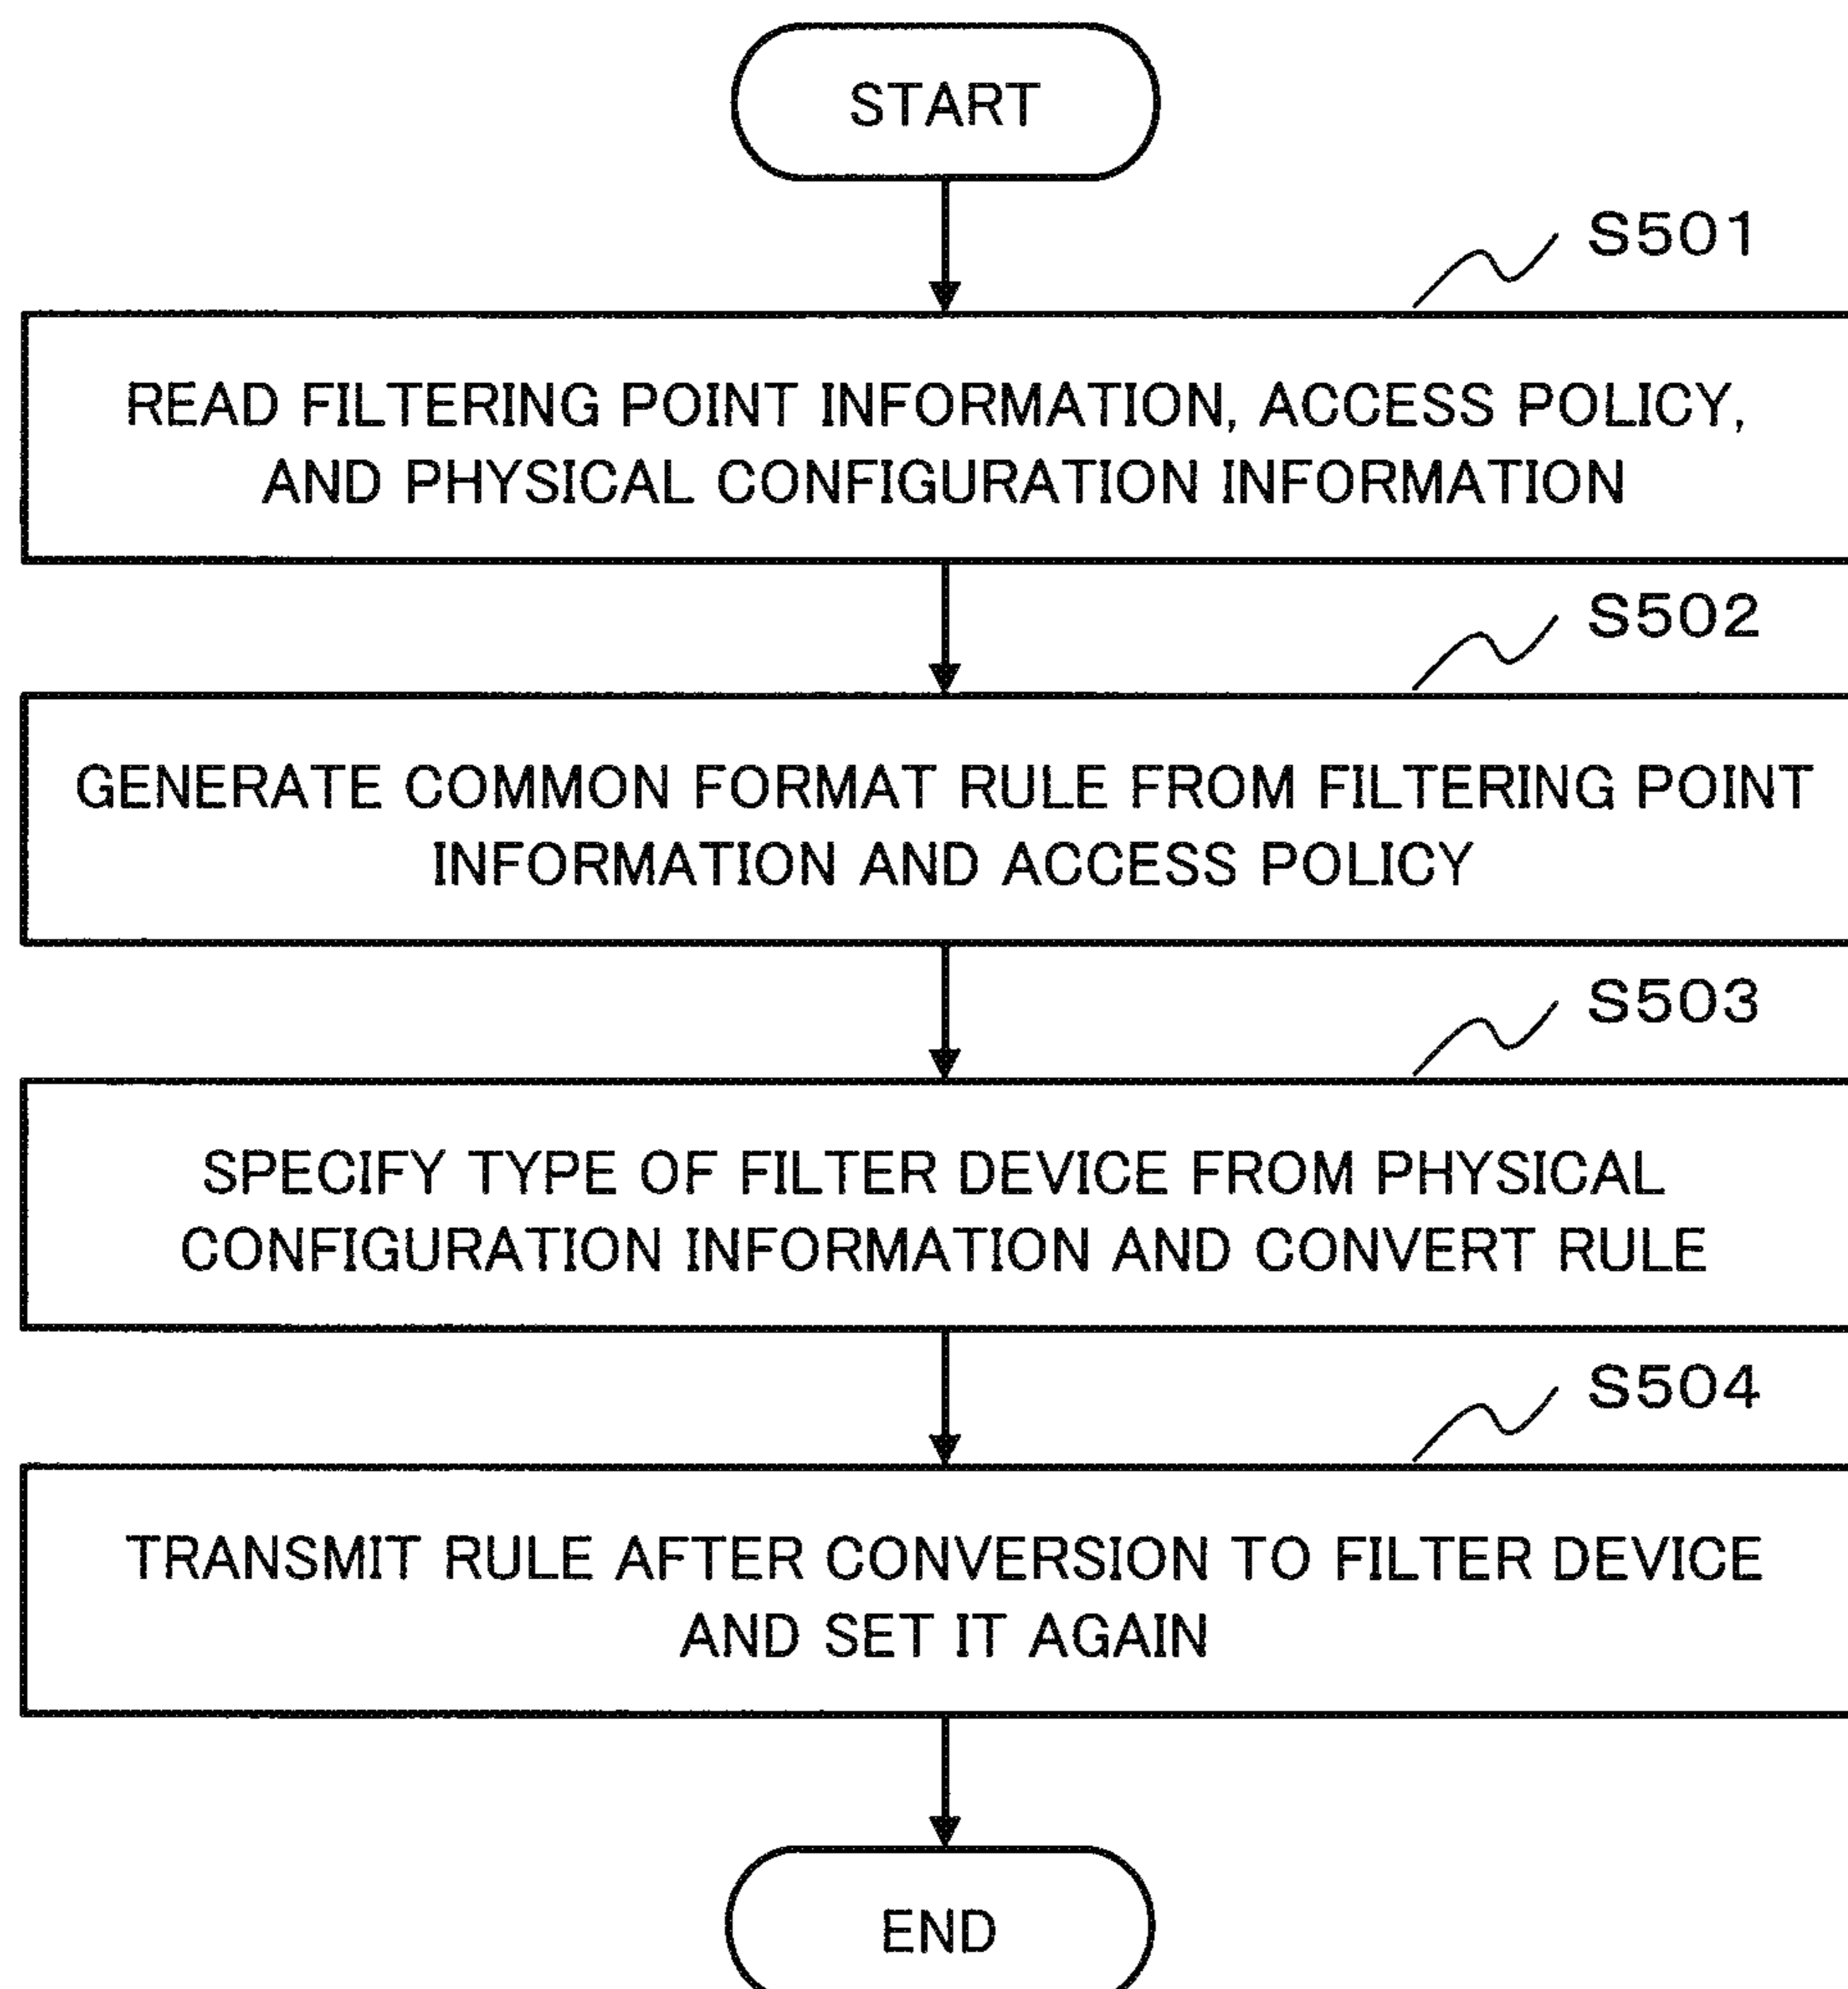 START
S501
READ FILTERING POINT INFORMATION, ACCESS POLICY,
AND PHYSICAL CONFIGURATION INFORMATION
S502
GENERATE COMMON FORMAT RULE FROM FILTERING POINT
INFORMATION AND ACCESS POLICY
S503
SPECIFY TYPE OF FILTER DEVICE FROM PHYSICAL
CONFIGURATION INFORMATION AND CONVERT RULE
S504
TRANSMIT RULE AFTER CONVERSION TO FILTER DEVICE
AND SET IT AGAIN
END